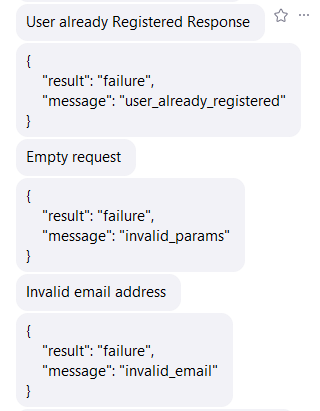 User already Registered Response
{
"result": "failure",
"message": "user_already_registered"
}
Empty request
{
"result": "failure",
"message": "invalid_params"
}
Invalid email address
{
"result": "failure",
"message": "invalid_email"
}